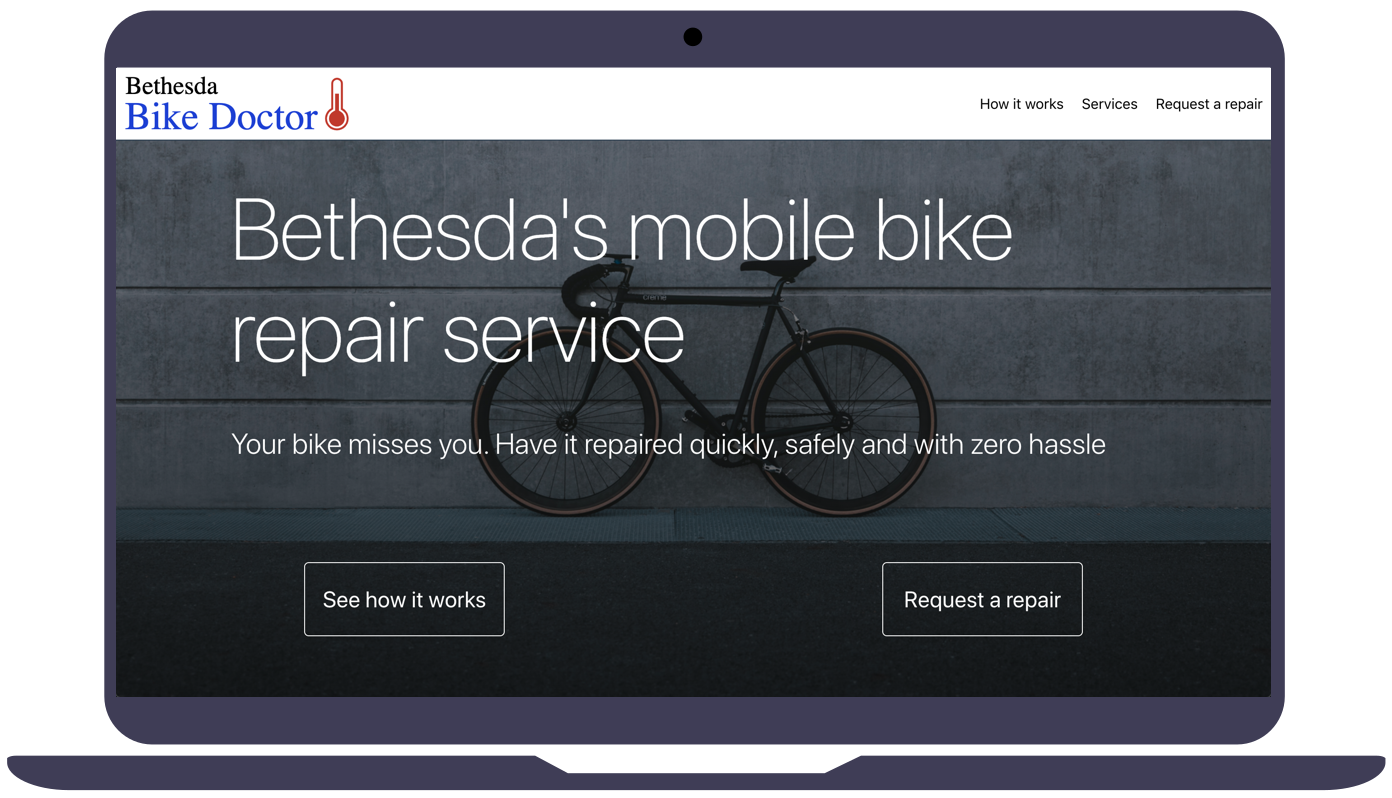 Bethesda
Bike Doctor
How it works Services Request a repair
Bethesda's mobile bike
repair service
Your bike misses you. Have it repaired quickly, safely and with zero hassle
See how it works
Request a repair